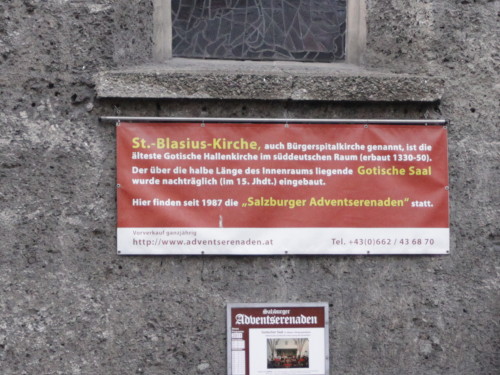 St.-Blasius-Kirche, auch Bürgerspitalkirche genannt, ist die
älteste Gotische Hallenkirche im süddeutschen Raum (erbaut 1330-50).
Der über die halbe Länge des Innenraums liegende Gotische Saal
wurde nachträglich (im 15. Jhdt.) eingebaut.
Hier finden seit 1987 die „Salzburger Adventserenaden" statt.
Vorverkauf ganzjährig
http://www.adventserenaden.at Tel. +43(0)662 / 43 68 70
Salzburger
Adventserenaden